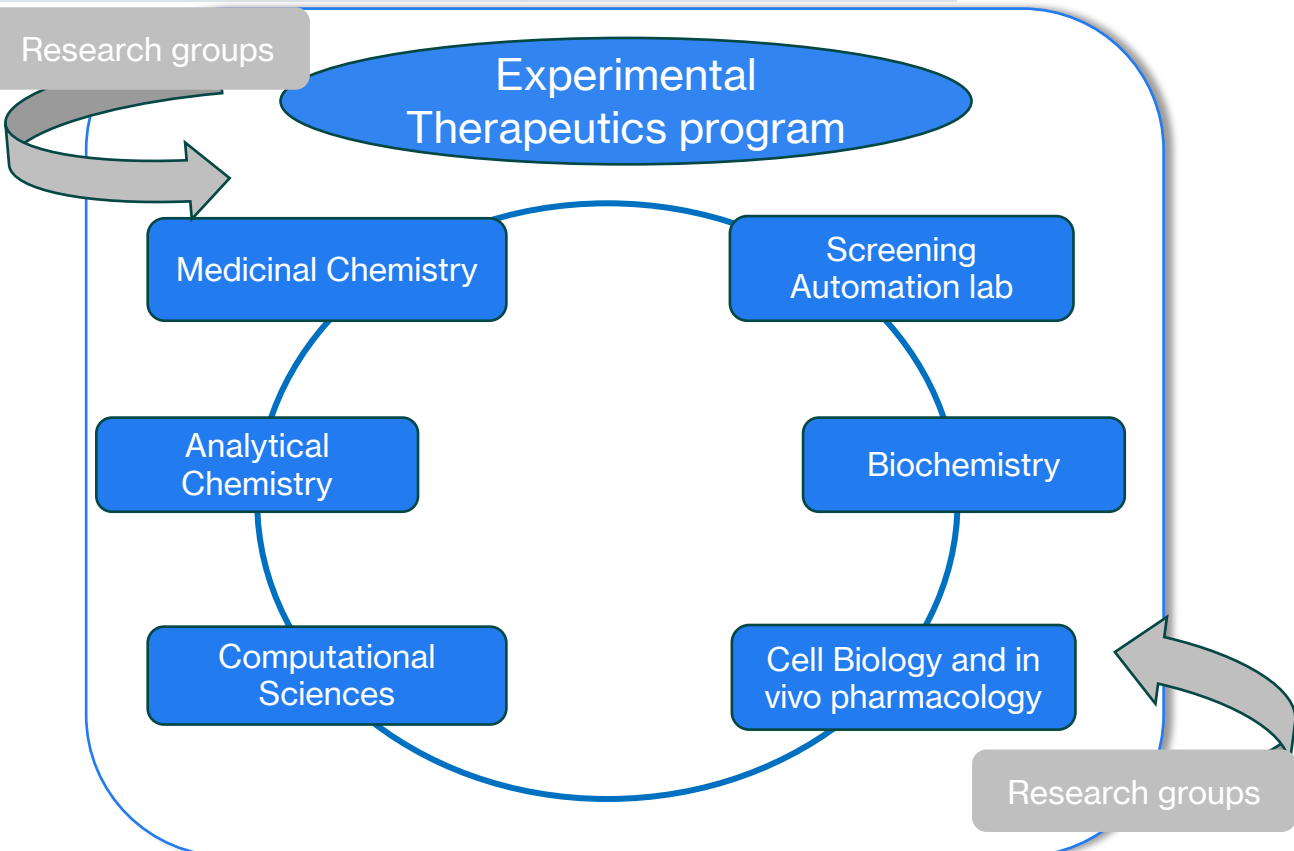 Research groups
Experimental
Therapeutics program
Medicinal Chemistry
Screening
Automation lab
Analytical
Chemistry
Biochemistry
Computational
Sciences
Cell Biology and in
vivo pharmacology
Research groups